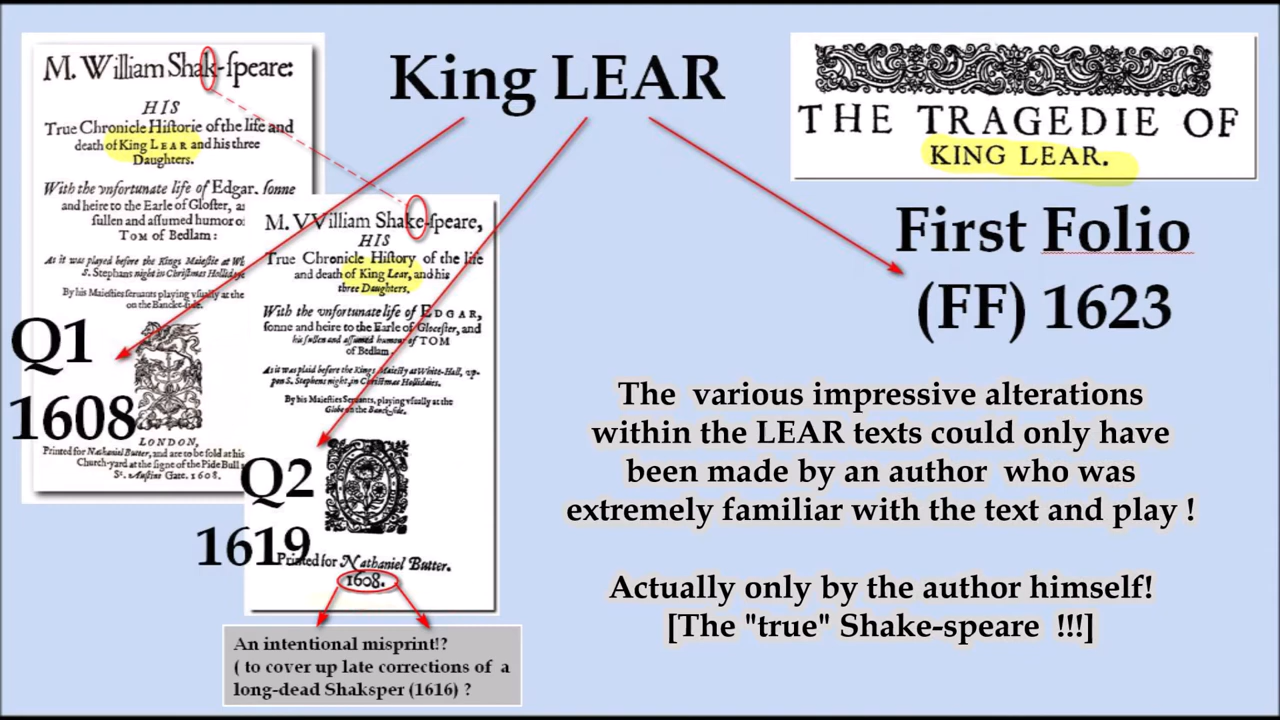 King LEAR
M. William Shak-ſpeare:
HIS
True Chronicle Hiſtorie of the life and
death of King LEAR and his three
Daughters.
With the vnfortunate life of Edgar, ſonne
and heire to the Earle of Gloſter,
ſullen and aſſumed humor
TOM of Bedlam:
As it was played before the Kings Maieſtie at
S. Stephans night in Chriſtmas Hollidayes
By his Maieſties ſeruants playing vſually at the
on the Bancke-ſide.
Q1
1608
LONDON,
Printed for Nathaniel Butter, and are to be ſold at his
Church-yard at the ſigne of the Pide Bull
St. Auſtins Gate. 1608.
M. VVilliam Shake-ſpeare,
HIS
True Chronicle Hiſtory of the life
and death of King Lear, and his
three Daughters.
With the vnfortunate life of EDGAR,
ſonne and heire to the Earle of Gloceſter, and
his ſullen and aſſumed humour of TOM
of Bedlam.
As it was plaid before the Kings Maieſty at White-Hall, vp-
pon S. Stephens night, in Chriſtmas Hollidaies.
By his Maieſties Seruants, playing vſually at the
Globe on the Banck-ſide.
Q2
1619
Printed for Nathaniel Butter.
1608.
An intentional misprint!?
( to cover up late corrections of a
long-dead Shaksper (1616) ?
THE TRAGEDIE OF
KING LEAR.
First Folio
(FF) 1623
The various impressive alterations
within the LEAR texts could only have
been made by an author who was
extremely familiar with the text and play !
Actually only by the author himself!
[The "true" Shake-speare !!!]